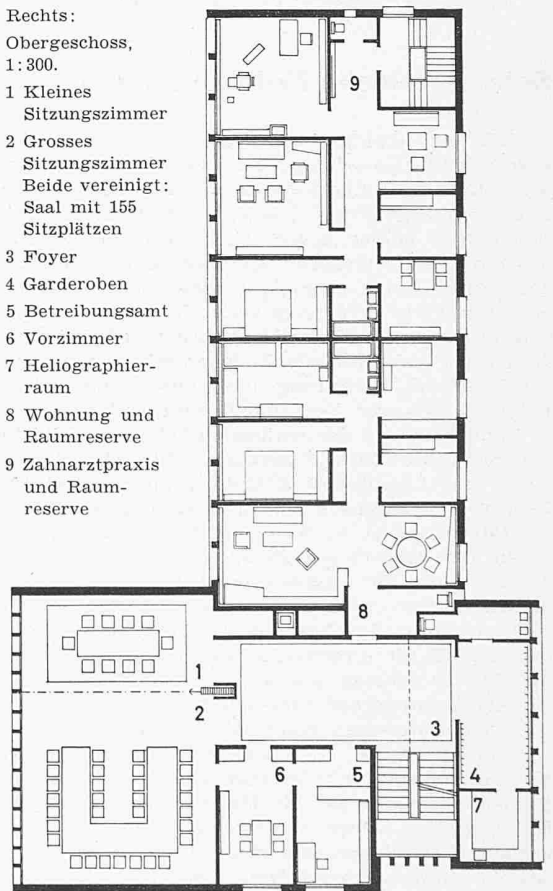 Rechts:
Obergeschoss,
1:300.
1 Kleines
Sitzungszimmer
2 Grosses
Sitzungszimmer
Beide vereinigt:
Saal mit 155
Sitzplätzen
3 Foyer
4 Garderoben
5 Betreibungsamt
6 Vorzimmer
7 Heliographier-
raum
8 Wohnung und
Raumreserve
9 Zahnarztpraxis
und Raum-
reserve
9
8
1
2
3
6
5
4
7